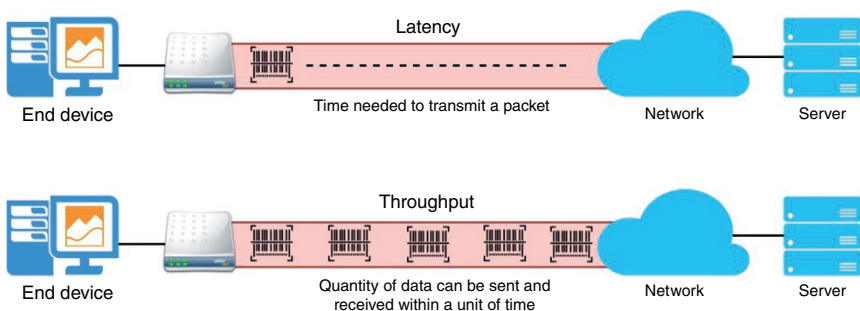 Latency
Time needed to transmit a packet
End device
Network
Server
Throughput
Quantity of data can be sent and
received within a unit of time
End device
Network
Server